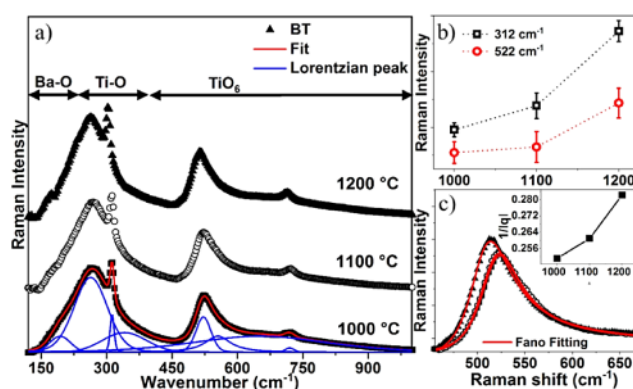 a)
▲ BT
Fit
Lorentzian peak
Ba-O Ti-O TiO₆
1200 °C
1100 °C
1000 °C
Raman Intensity
150 300 450 600 750 900
Wavenumber (cm⁻¹)
b)
312 cm⁻¹
522 cm⁻¹
Raman Intensity
1000 1100 1200
c)
1/|q|
0.280
0.272
0.264
0.256
1000 1100 1200
Fano Fitting
Raman Intensity
500 550 600 650
Raman shift (cm⁻¹)